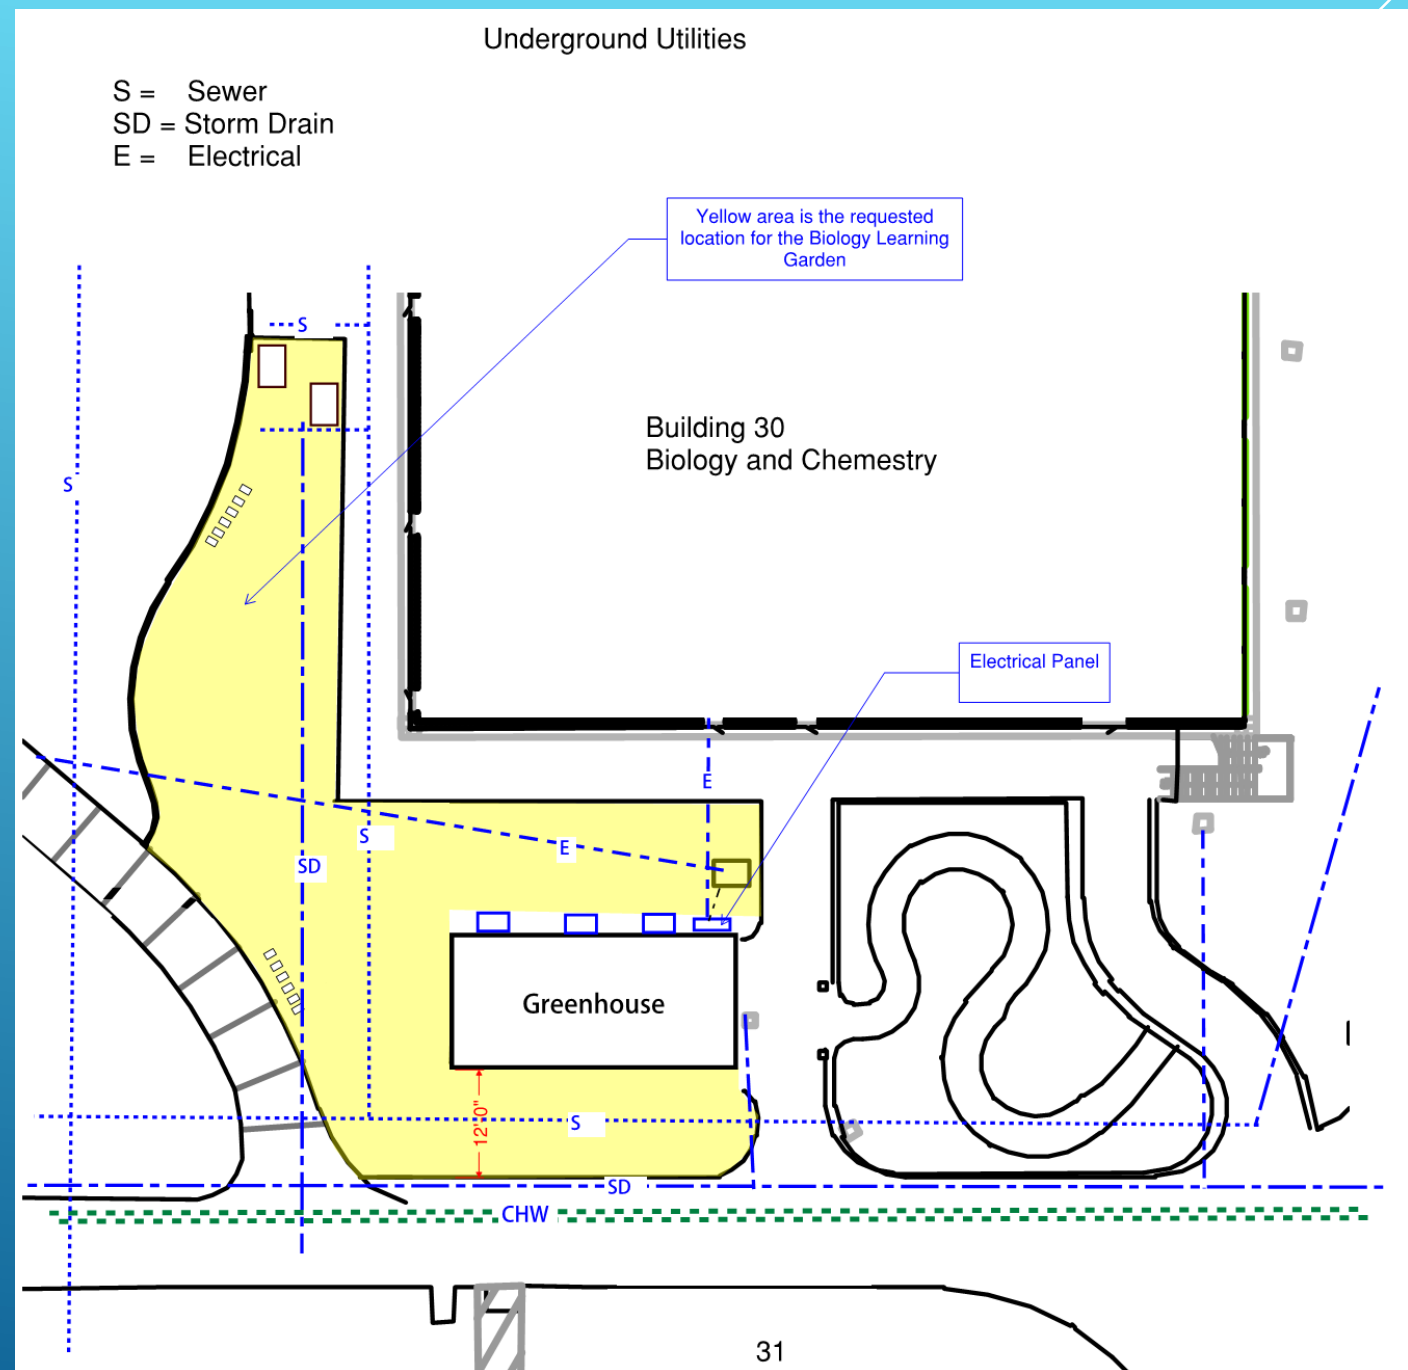 Underground Utilities
S = Sewer
SD = Storm Drain
E = Electrical
Yellow area is the requested
location for the Biology Learning
Garden
S
S
Building 30
Biology and Chemestry
Electrical Panel
E
S
E
SD
Greenhouse
12'0"
S
SD
CHW
31